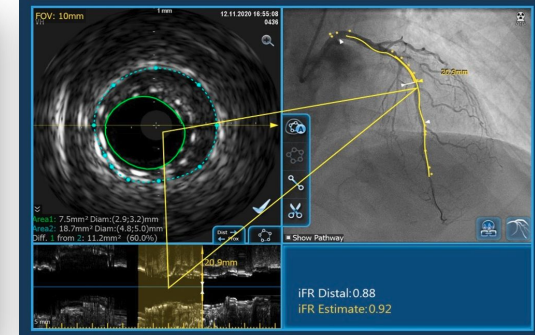 FOV: 10mm
1 mm
12.11.2020 16:55:08
0436
Area1: 7.5mm² Diam:(2.9;3.2)mm
Area2: 18.7mm² Diam:(4.8;5.0)mm
Diff. 1 from 2: 11.2mm² (60.0%)
Dist →
← Prox
20.9mm
5 mm
20.9mm
Show Pathway
iFR Distal:0.88
iFR Estimate:0.92